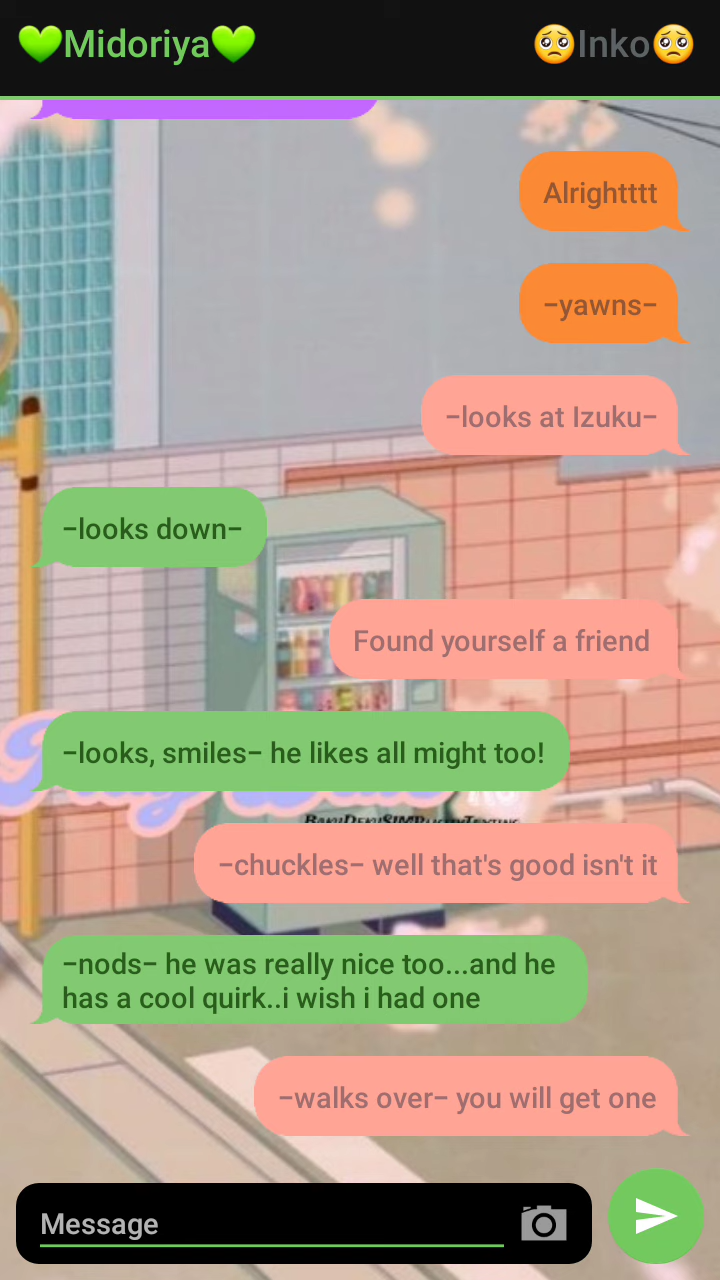 💚Midoriya💚
🥺Inko🥺
Alrightttt
–yawns–
–looks at Izuku–
–looks down–
Found yourself a friend
–looks, smiles– he likes all might too!
–chuckles– well that's good isn't it
–nods– he was really nice too...and he
has a cool quirk..i wish i had one
–walks over– you will get one
Message